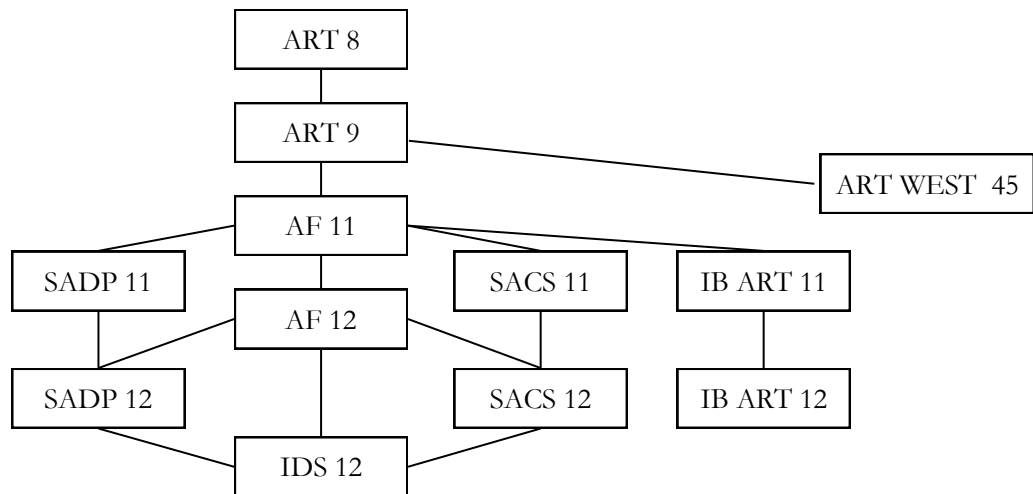 ART 8
ART 9
ART WEST 45
AF 11
SADP 11
SACS 11
IB ART 11
AF 12
SADP 12
SACS 12
IB ART 12
IDS 12